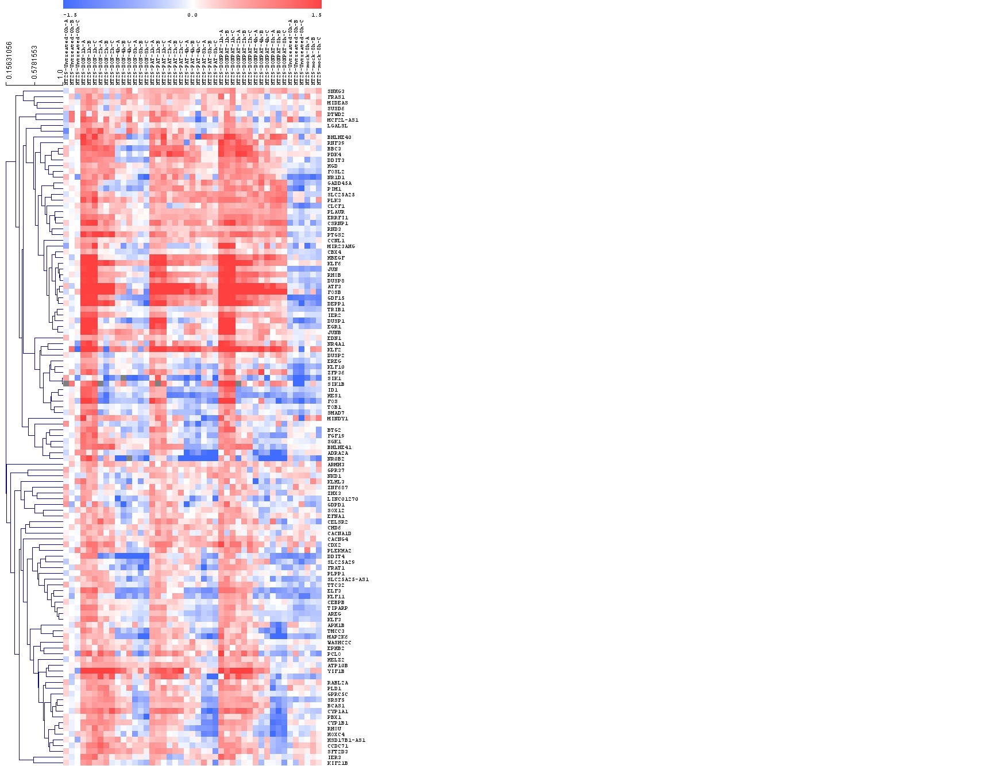 -1.5 0.0 1.5
0.15631056
0.5781553
1.0
HT29-Untreated-0h-A
HT29-Untreated-0h-B
HT29-Untreated-0h-C
HT29-DON-1h-A
HT29-DON-1h-B
HT29-DON-1h-C
HT29-DON-2h-A
HT29-DON-2h-B
HT29-DON-2h-C
HT29-DON-4h-A
HT29-DON-4h-B
HT29-DON-4h-C
HT29-DON-8h-A
HT29-DON-8h-B
HT29-DON-8h-C
HT29-PAT-1h-A
HT29-PAT-1h-B
HT29-PAT-1h-C
HT29-PAT-2h-A
HT29-PAT-2h-B
HT29-PAT-2h-C
HT29-PAT-4h-A
HT29-PAT-4h-B
HT29-PAT-4h-C
HT29-PAT-8h-A
HT29-PAT-8h-B
HT29-PAT-8h-C
HT29-DONPAT-1h-A
HT29-DONPAT-1h-B
HT29-DONPAT-1h-C
HT29-DONPAT-2h-A
HT29-DONPAT-2h-B
HT29-DONPAT-2h-C
HT29-DONPAT-4h-A
HT29-DONPAT-4h-B
HT29-DONPAT-4h-C
HT29-DONPAT-8h-A
HT29-DONPAT-8h-B
HT29-DONPAT-8h-C
HT29-Untreated-8h-A
HT29-Untreated-8h-B
HT29-Untreated-8h-C
HT29-mock-8h-A
HT29-mock-8h-B
HT29-mock-8h-C
SNHG3
FRAS1
MIDEAS
SUSD6
DTWD2
MCF2L-AS1
LGALSL
BHLHE40
RNF39
BBC3
PDK4
DDIT3
HGD
FOSL2
NR1D1
GADD45A
PIM1
SLC25A25
PLK3
CLCF1
PLAUR
ERRFI1
CSRNP1
RND3
PTGS2
CCNL1
MIR23AHG
CBX4
HBEGF
KLF6
JUN
RHOB
DUSP8
ATF3
FOSB
GDF15
DEPP1
TRIB1
IER2
DUSP1
EGR1
JUNB
EDN1
NR4A1
KLF2
DUSP2
EREG
KLF10
ZFP36
SIK1
SIK1B
ID1
HES1
FOS
TOB1
SMAD7
MINDY1
BTG2
FGF19
SGK1
BHLHE41
ADRA2A
NR0B2
ARMH3
GPR37
NKD1
KLHL3
ZNF687
ZHX3
LINC01270
GDPD1
SOX12
EFNA1
CELSR2
CHD6
CACNA1D
CACNG4
CDX2
PLEKHA2
DDIT4
SLC25A29
FRAT1
PLPP1
SLC25A25-AS1
TTC32
ELF3
KLF11
CEBPB
TIPARP
AREG
KLF3
APH1B
TMCC3
MAP2K6
WASHC2C
EPHB2
PCLO
HELZ2
ATP10B
YIF1B
RABL2A
PLD1
GPRC5C
SRSF5
BCAS1
CYP1A1
PBX1
CYP1B1
RHOU
HOXC4
HSD17B1-AS1
CCDC71
SFT2D3
IER3
KIF21B